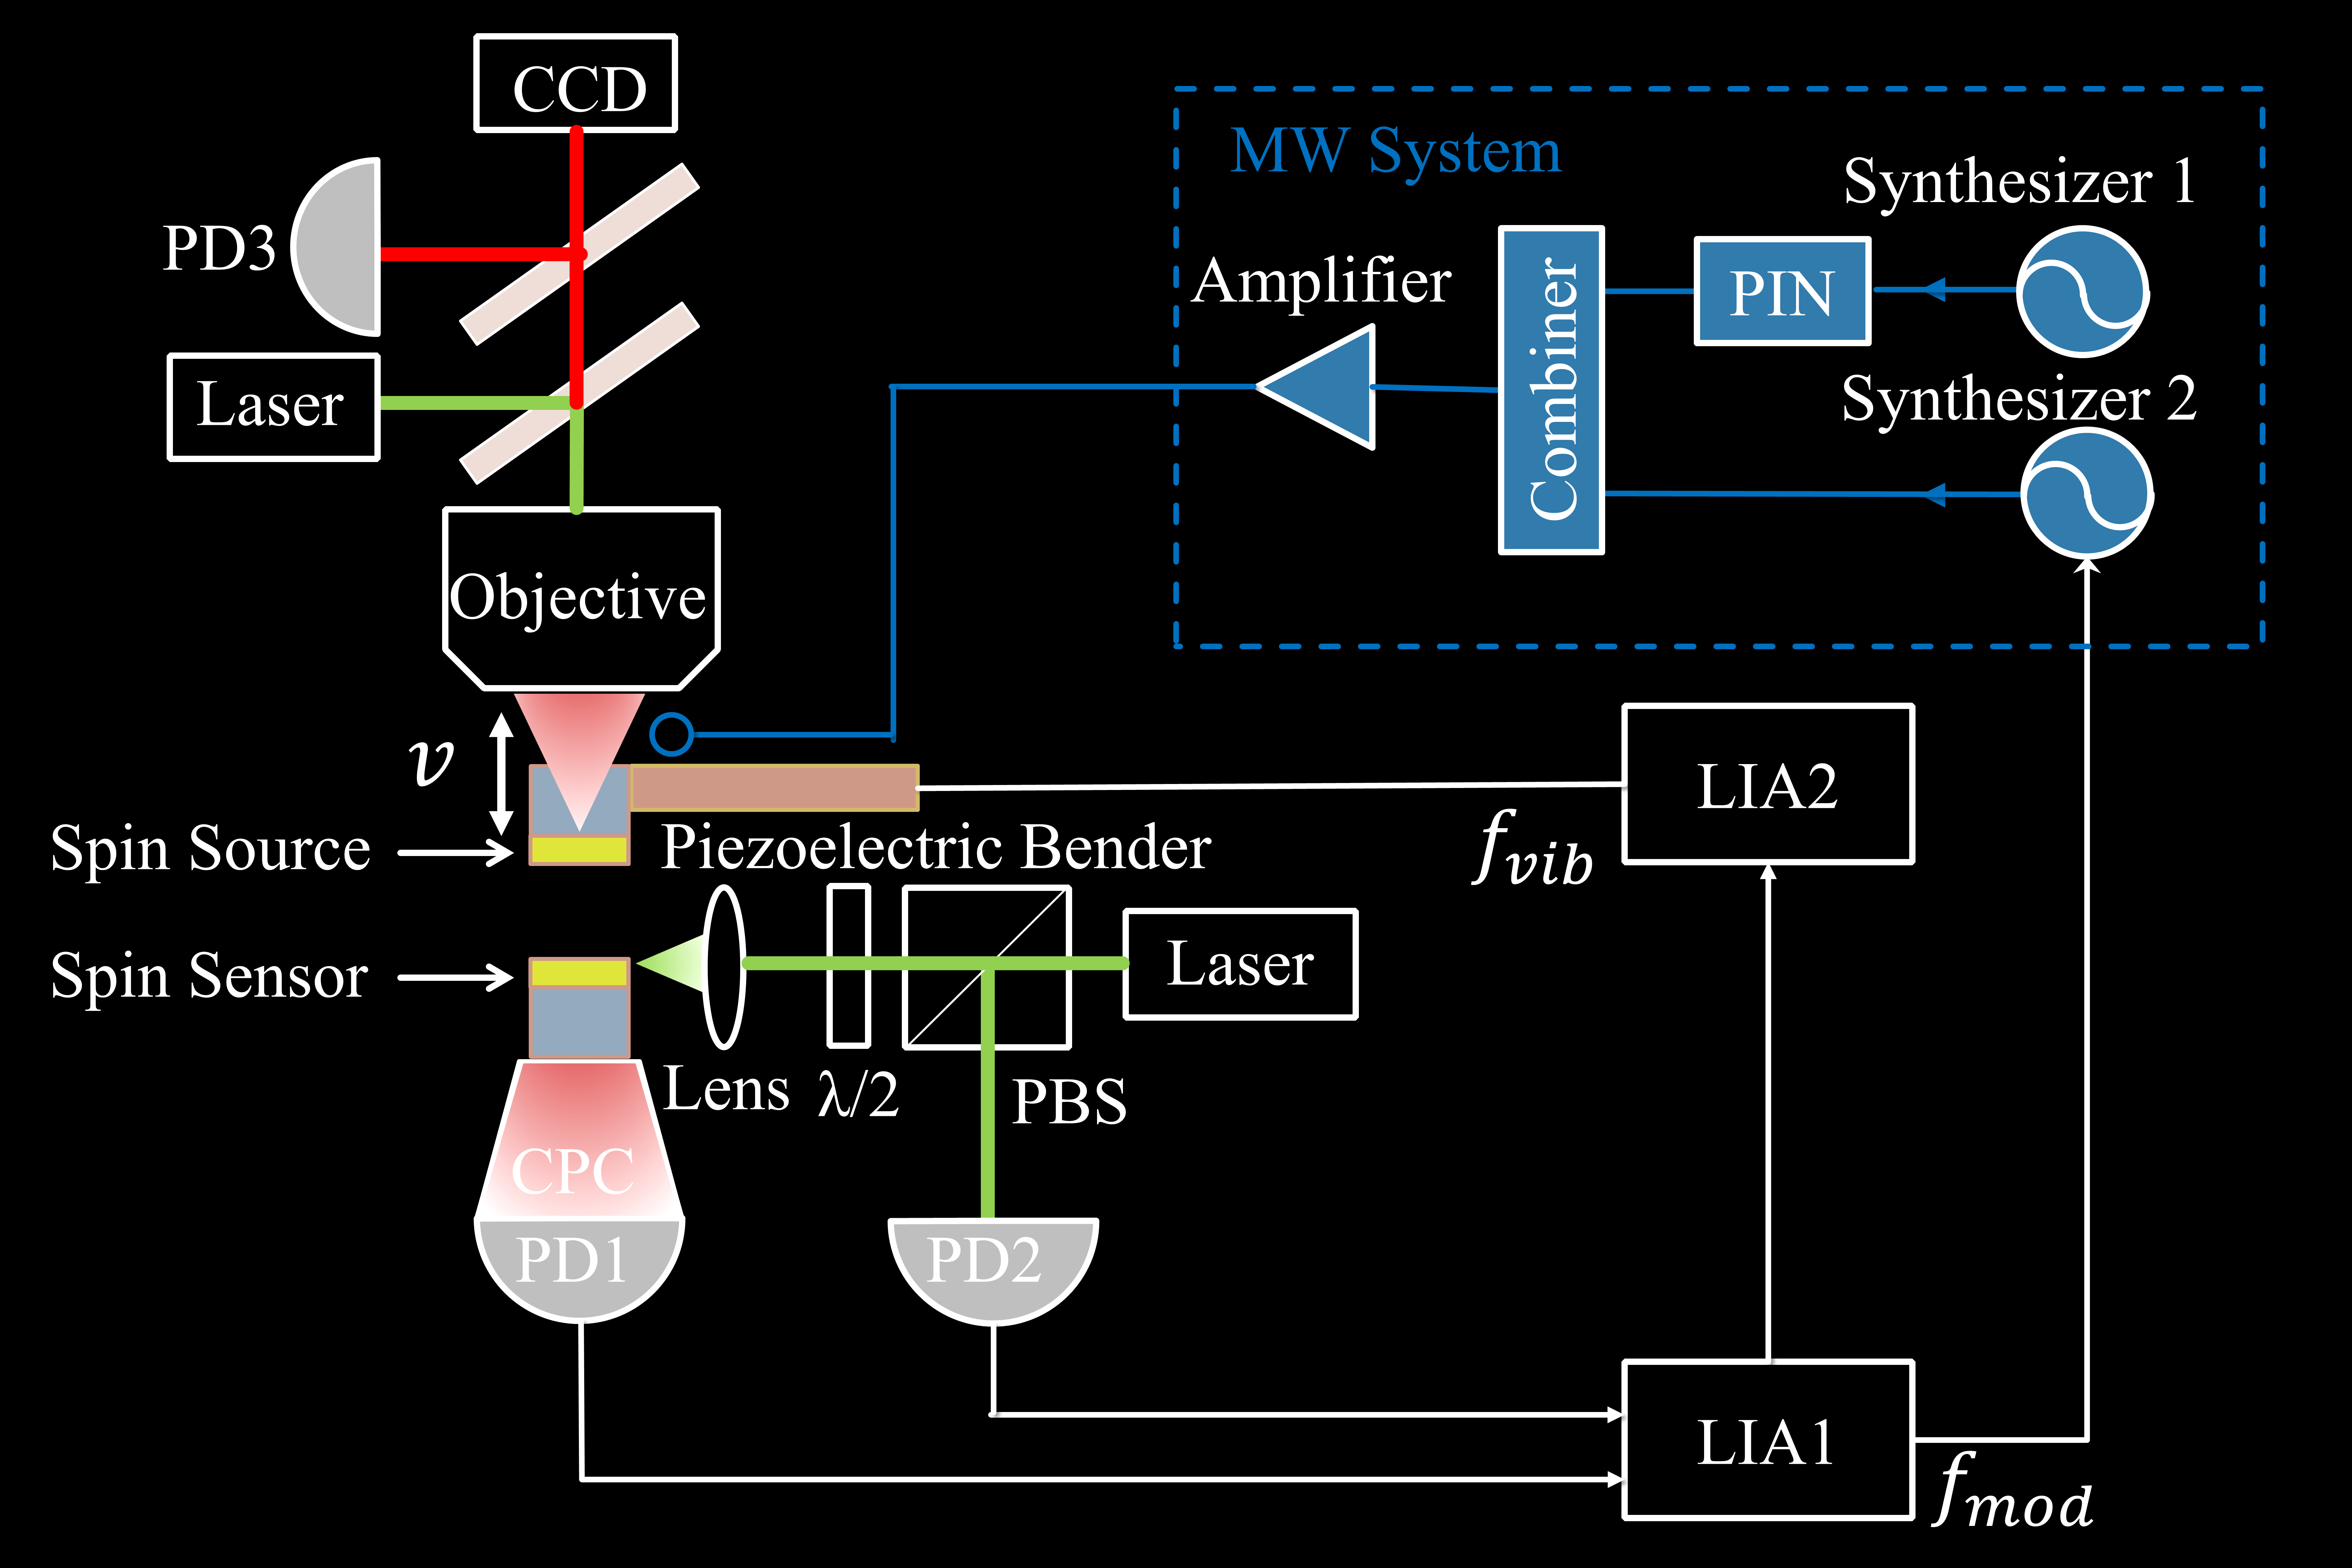 CCD
MW System
Synthesizer 1
PD3
Amplifier
Combiner
PIN
Laser
Synthesizer 2
Objective
v
LIA2
f_vib
Spin Source
Piezoelectric Bender
Spin Sensor
Laser
Lens
λ/2
PBS
CPC
PD1
PD2
LIA1
f_mod